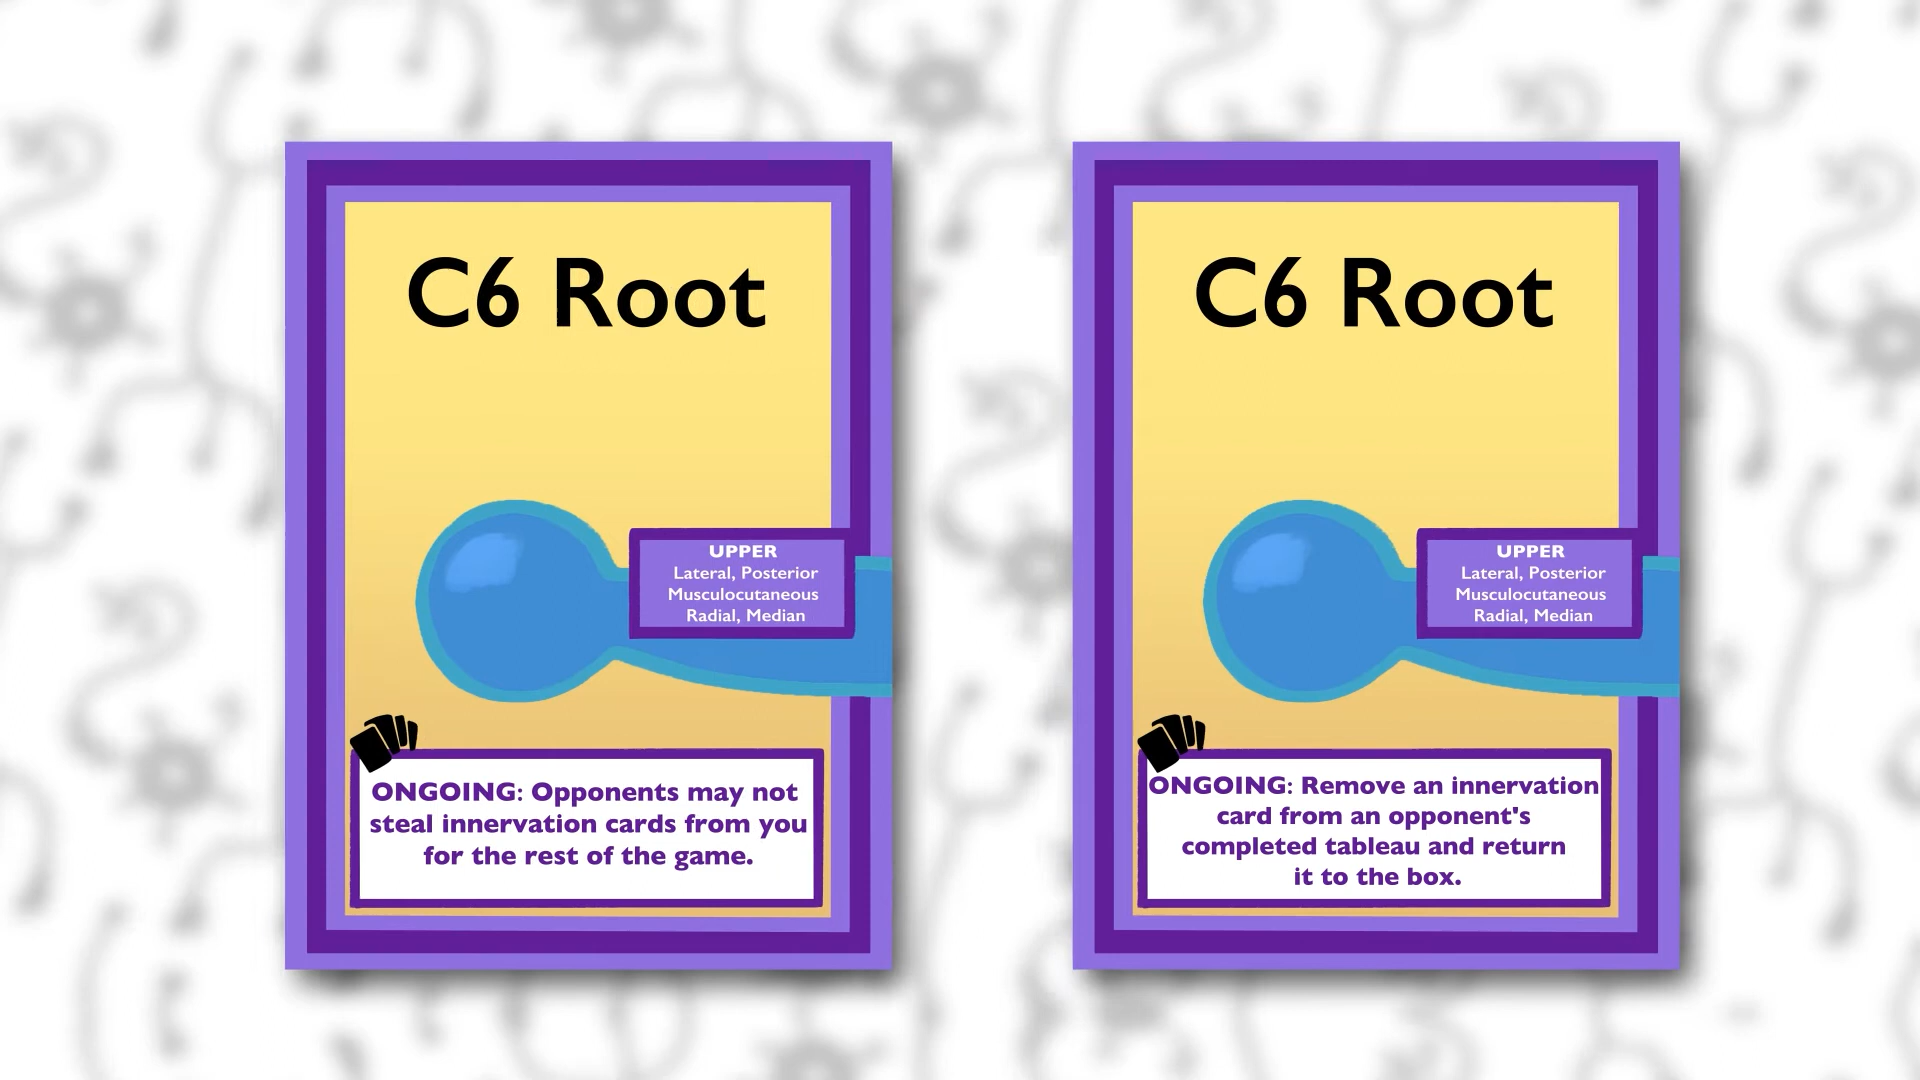 C6 Root
UPPER
Lateral, Posterior
Musculocutaneous
Radial, Median
ONGOING: Opponents may not
steal innervation cards from you
for the rest of the game.
C6 Root
UPPER
Lateral, Posterior
Musculocutaneous
Radial, Median
ONGOING: Remove an innervation
card from an opponent's
completed tableau and return
it to the box.